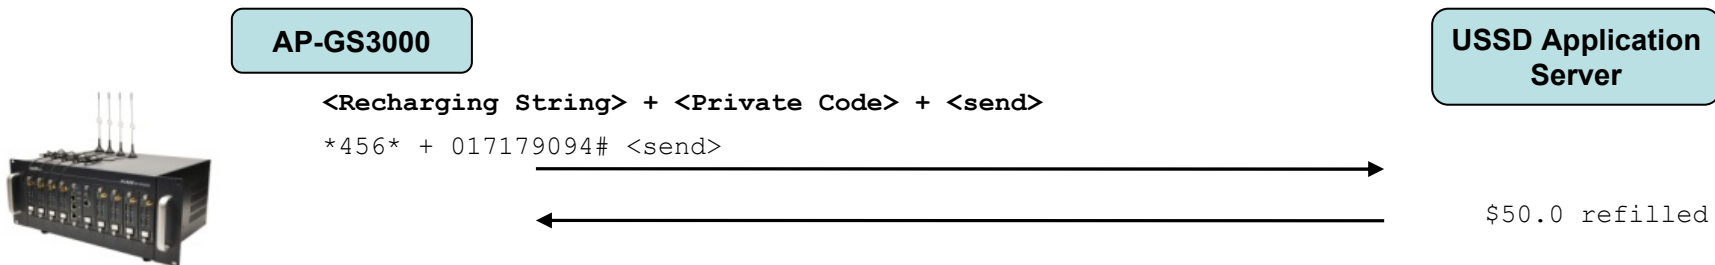 AP-GS3000
USSD Application
Server
<Recharging String> + <Private Code> + <send>
*456* + 017179094# <send>
$50.0 refilled